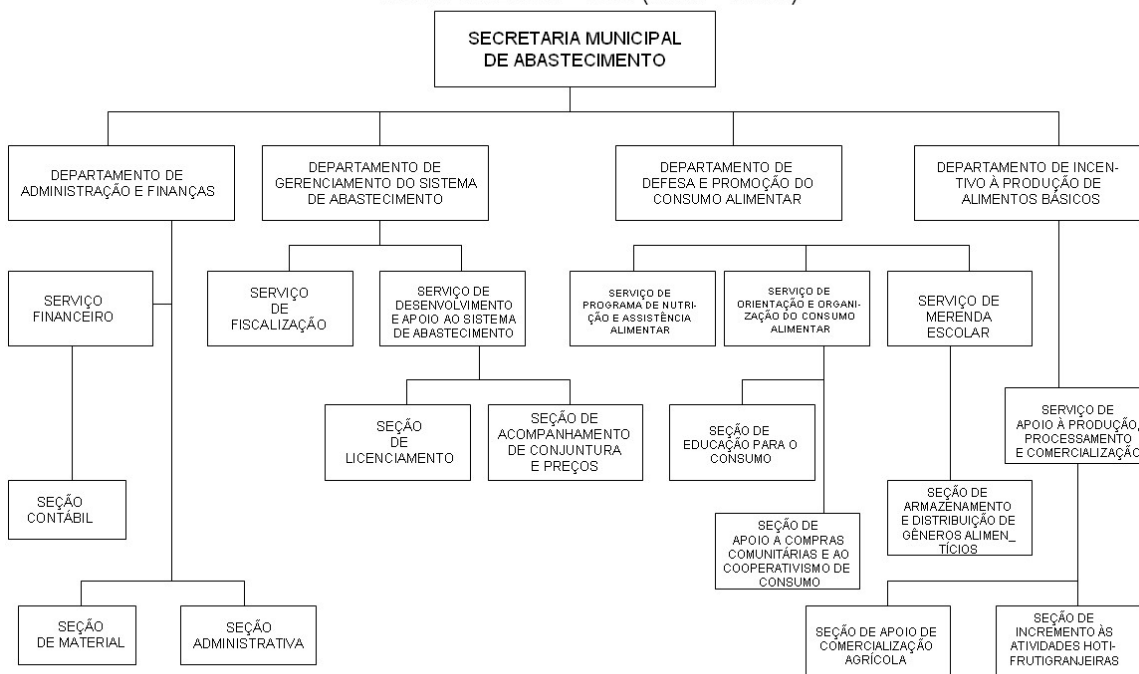 SECRETARIA MUNICIPAL
DE ABASTECIMENTO
DEPARTAMENTO DE
ADMINISTRAÇÃO E FINANÇAS
DEPARTAMENTO DE
GERENCIAMENTO DO SISTEMA
DE ABASTECIMENTO
DEPARTAMENTO DE
DEFESA E PROMOÇÃO DO
CONSUMO ALIMENTAR
DEPARTAMENTO DE INCEN-
TIVO À PRODUÇÃO DE
ALIMENTOS BÁSICOS
SERVIÇO
FINANCEIRO
SERVIÇO
DE
FISCALIZAÇÃO
SERVIÇO DE
DESENVOLVIMENTO
E APOIO AO SISTEMA
DE ABASTECIMENTO
SERVIÇO DE
PROGRAMA DE NUTRI-
ÇÃO E ASSISTÊNCIA
ALIMENTAR
SERVIÇO DE
ORIENTAÇÃO E ORGANI-
ZAÇÃO DO CONSUMO
ALIMENTAR
SERVIÇO DE
MERENDA
ESCOLAR
SEÇÃO
DE
LICENCIAMENTO
SEÇÃO DE
ACOMPANHAMENTO
DE CONJUNTURA
E PREÇOS
SEÇÃO DE
EDUCAÇÃO PARA O
CONSUMO
SERVIÇO DE
APOIO À PRODUÇÃO,
PROCESSAMENTO
E COMERCIALIZAÇÃO
SEÇÃO
CONTÁBIL
SEÇÃO DE
ARMAZENAMENTO
E DISTRIBUIÇÃO DE
GÊNEROS ALIMEN_
TÍCIOS
SEÇÃO DE
APOIO A COMPRAS
COMUNITÁRIAS E AO
COOPERATIVISMO DE
CONSUMO
SEÇÃO
DE MATERIAL
SEÇÃO
ADMINISTRATIVA
SEÇÃO DE APOIO DE
COMERCIALIZAÇÃO
AGRÍCOLA
SEÇÃO DE
INCREMENTO ÀS
ATIVIDADES HOTI-
FRUTIGRANJEIRAS